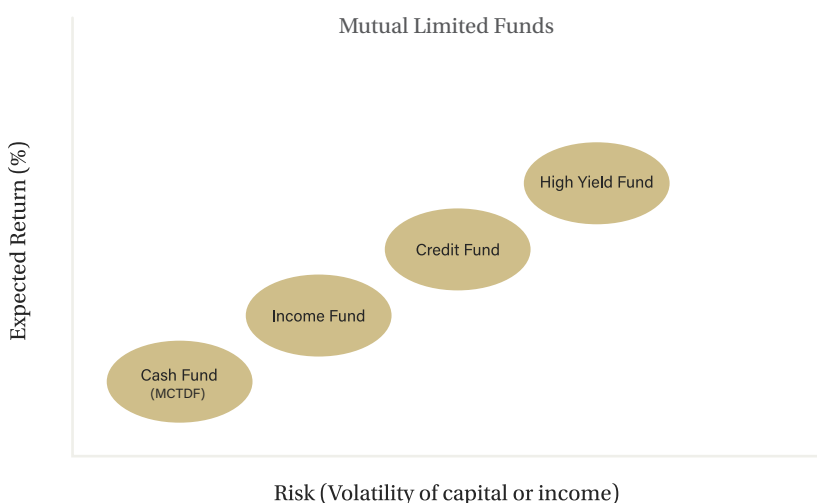 Mutual Limited Funds
Expected Return (%)
High Yield Fund
Credit Fund
Income Fund
Cash Fund
(MCTDF)
Risk (Volatility of capital or income)